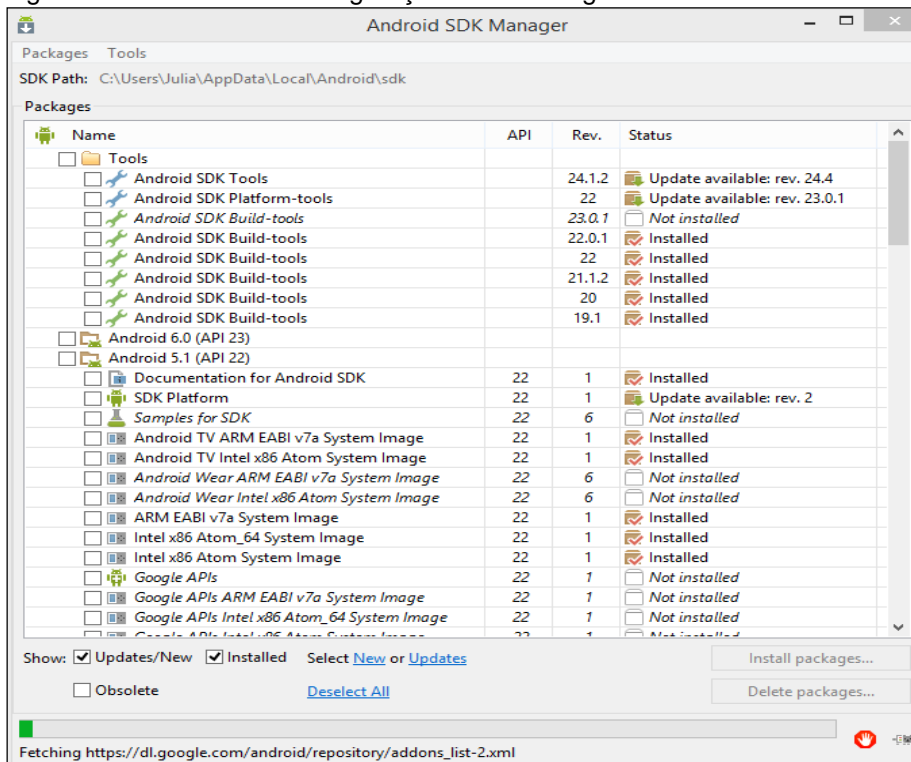 Android SDK Manager
Packages Tools
SDK Path: C:\Users\Julia\AppData\Local\Android\sdk
Packages
Name API Rev. Status
Tools
Android SDK Tools 24.1.2 Update available: rev. 24.4
Android SDK Platform-tools 22 Update available: rev. 23.0.1
Android SDK Build-tools 23.0.1 Not installed
Android SDK Build-tools 22.0.1 Installed
Android SDK Build-tools 22 Installed
Android SDK Build-tools 21.1.2 Installed
Android SDK Build-tools 20 Installed
Android SDK Build-tools 19.1 Installed
Android 6.0 (API 23)
Android 5.1 (API 22)
Documentation for Android SDK 22 1 Installed
SDK Platform 22 1 Update available: rev. 2
Samples for SDK 22 6 Not installed
Android TV ARM EABI v7a System Image 22 1 Installed
Android TV Intel x86 Atom System Image 22 1 Installed
Android Wear ARM EABI v7a System Image 22 6 Not installed
Android Wear Intel x86 Atom System Image 22 6 Not installed
ARM EABI v7a System Image 22 1 Installed
Intel x86 Atom_64 System Image 22 1 Installed
Intel x86 Atom System Image 22 1 Installed
Google APIs 22 1 Not installed
Google APIs ARM EABI v7a System Image 22 1 Not installed
Google APIs Intel x86 Atom_64 System Image 22 1 Not installed
Google APIs Intel x86 Atom System Image 22 1 Not installed
Show: Updates/New Installed Select New or Updates Install packages...
Obsolete Deselect All Delete packages...
Fetching https://dl.google.com/android/repository/addons_list-2.xml